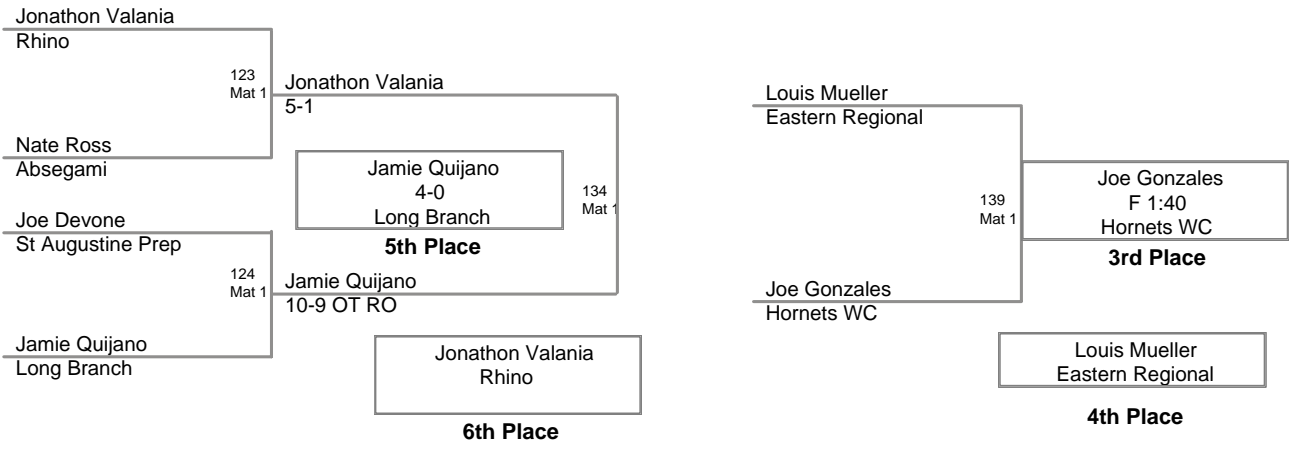 Jonathon Valania
Rhino
123
Mat 1
Jonathon Valania
5-1
Nate Ross
Absegami
Jamie Quijano
4-0
Long Branch
5th Place
134
Mat 1
Joe Devone
St Augustine Prep
124
Mat 1
Jamie Quijano
10-9 OT RO
Jamie Quijano
Long Branch
Jonathon Valania
Rhino
6th Place
Louis Mueller
Eastern Regional
139
Mat 1
Joe Gonzales
F 1:40
Hornets WC
3rd Place
Joe Gonzales
Hornets WC
Louis Mueller
Eastern Regional
4th Place